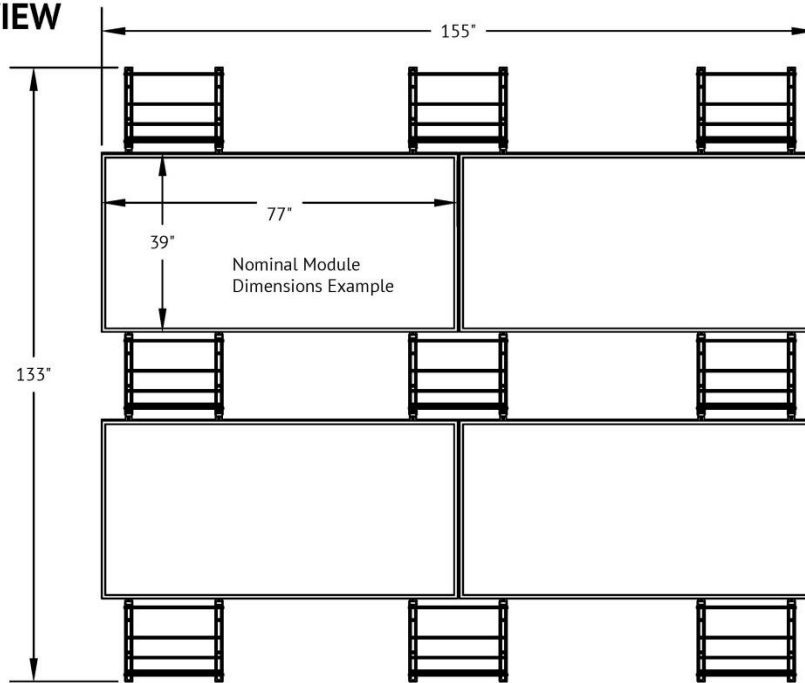 IEW
155"
77"
39"
Nominal Module
Dimensions Example
133"